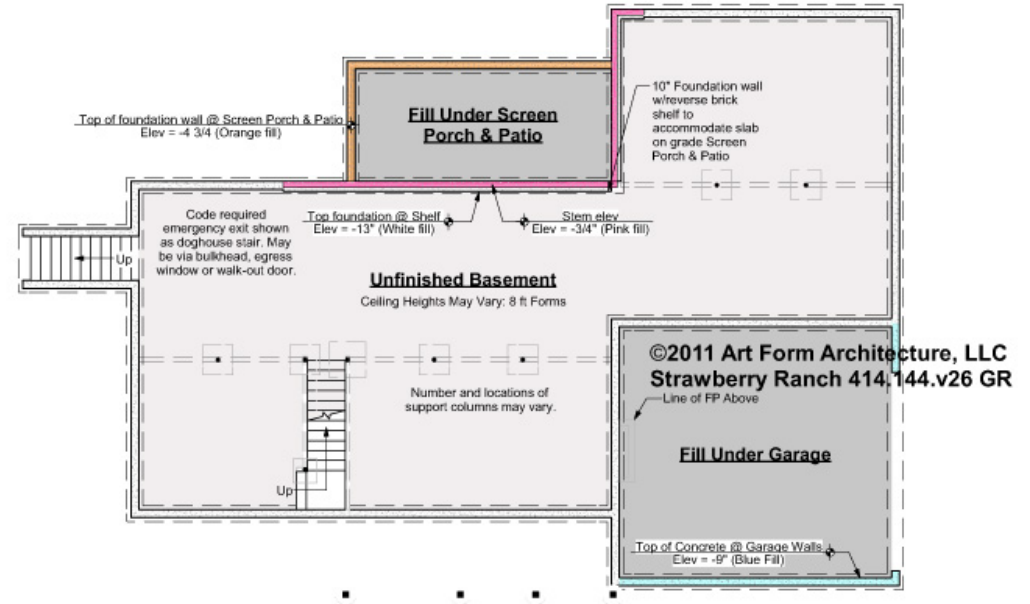 10" Foundation wall
w/reverse brick
shelf to
accommodate slab
on grade Screen
Porch & Patio
Fill Under Screen
Porch & Patio
Top of foundation wall @ Screen Porch & Patio
Elev = -4 3/4 (Orange fill)
Code required
emergency exit shown
as doghouse stair. May
be via bulkhead, egress
window or walk-out door.
Top foundation @ Shelf
Elev = -13" (White fill)
Stem elev
Elev = -3/4" (Pink fill)
Up
Unfinished Basement
Ceiling Heights May Vary: 8 ft Forms
©2011 Art Form Architecture, LLC
Strawberry Ranch 414.144.v26 GR
Line of FP Above
Number and locations of
support columns may vary.
Fill Under Garage
Up
Top of Concrete @ Garage Walls
Elev = -9" (Blue Fill)